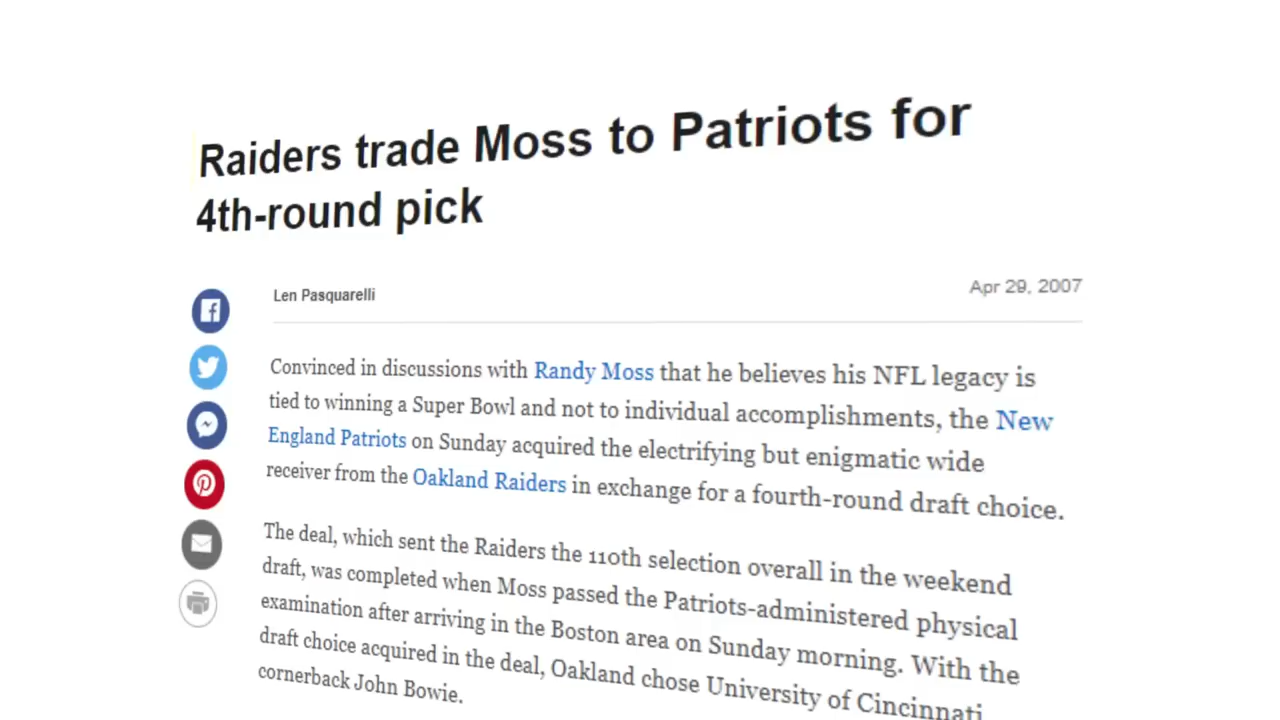 Raiders trade Moss to Patriots for
4th-round pick
Len Pasquarelli
Apr 29, 2007
Convinced in discussions with Randy Moss that he believes his NFL legacy is
tied to winning a Super Bowl and not to individual accomplishments, the New
England Patriots on Sunday acquired the electrifying but enigmatic wide
receiver from the Oakland Raiders in exchange for a fourth-round draft choice.
The deal, which sent the Raiders the 110th selection overall in the weekend
draft, was completed when Moss passed the Patriots-administered physical
examination after arriving in the Boston area on Sunday morning. With the
draft choice acquired in the deal, Oakland chose University of Cincinnati
cornerback John Bowie.